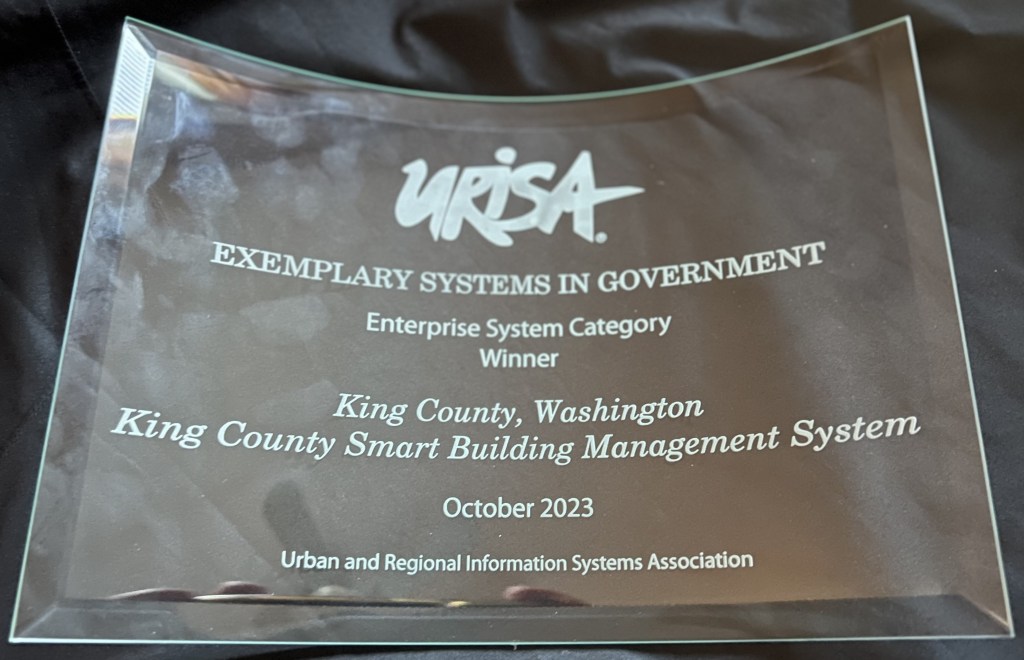 URISA
EXEMPLARY SYSTEMS IN GOVERNMENT
Enterprise System Category
Winner
King County, Washington
King County Smart Building Management System
October 2023
Urban and Regional Information Systems Association